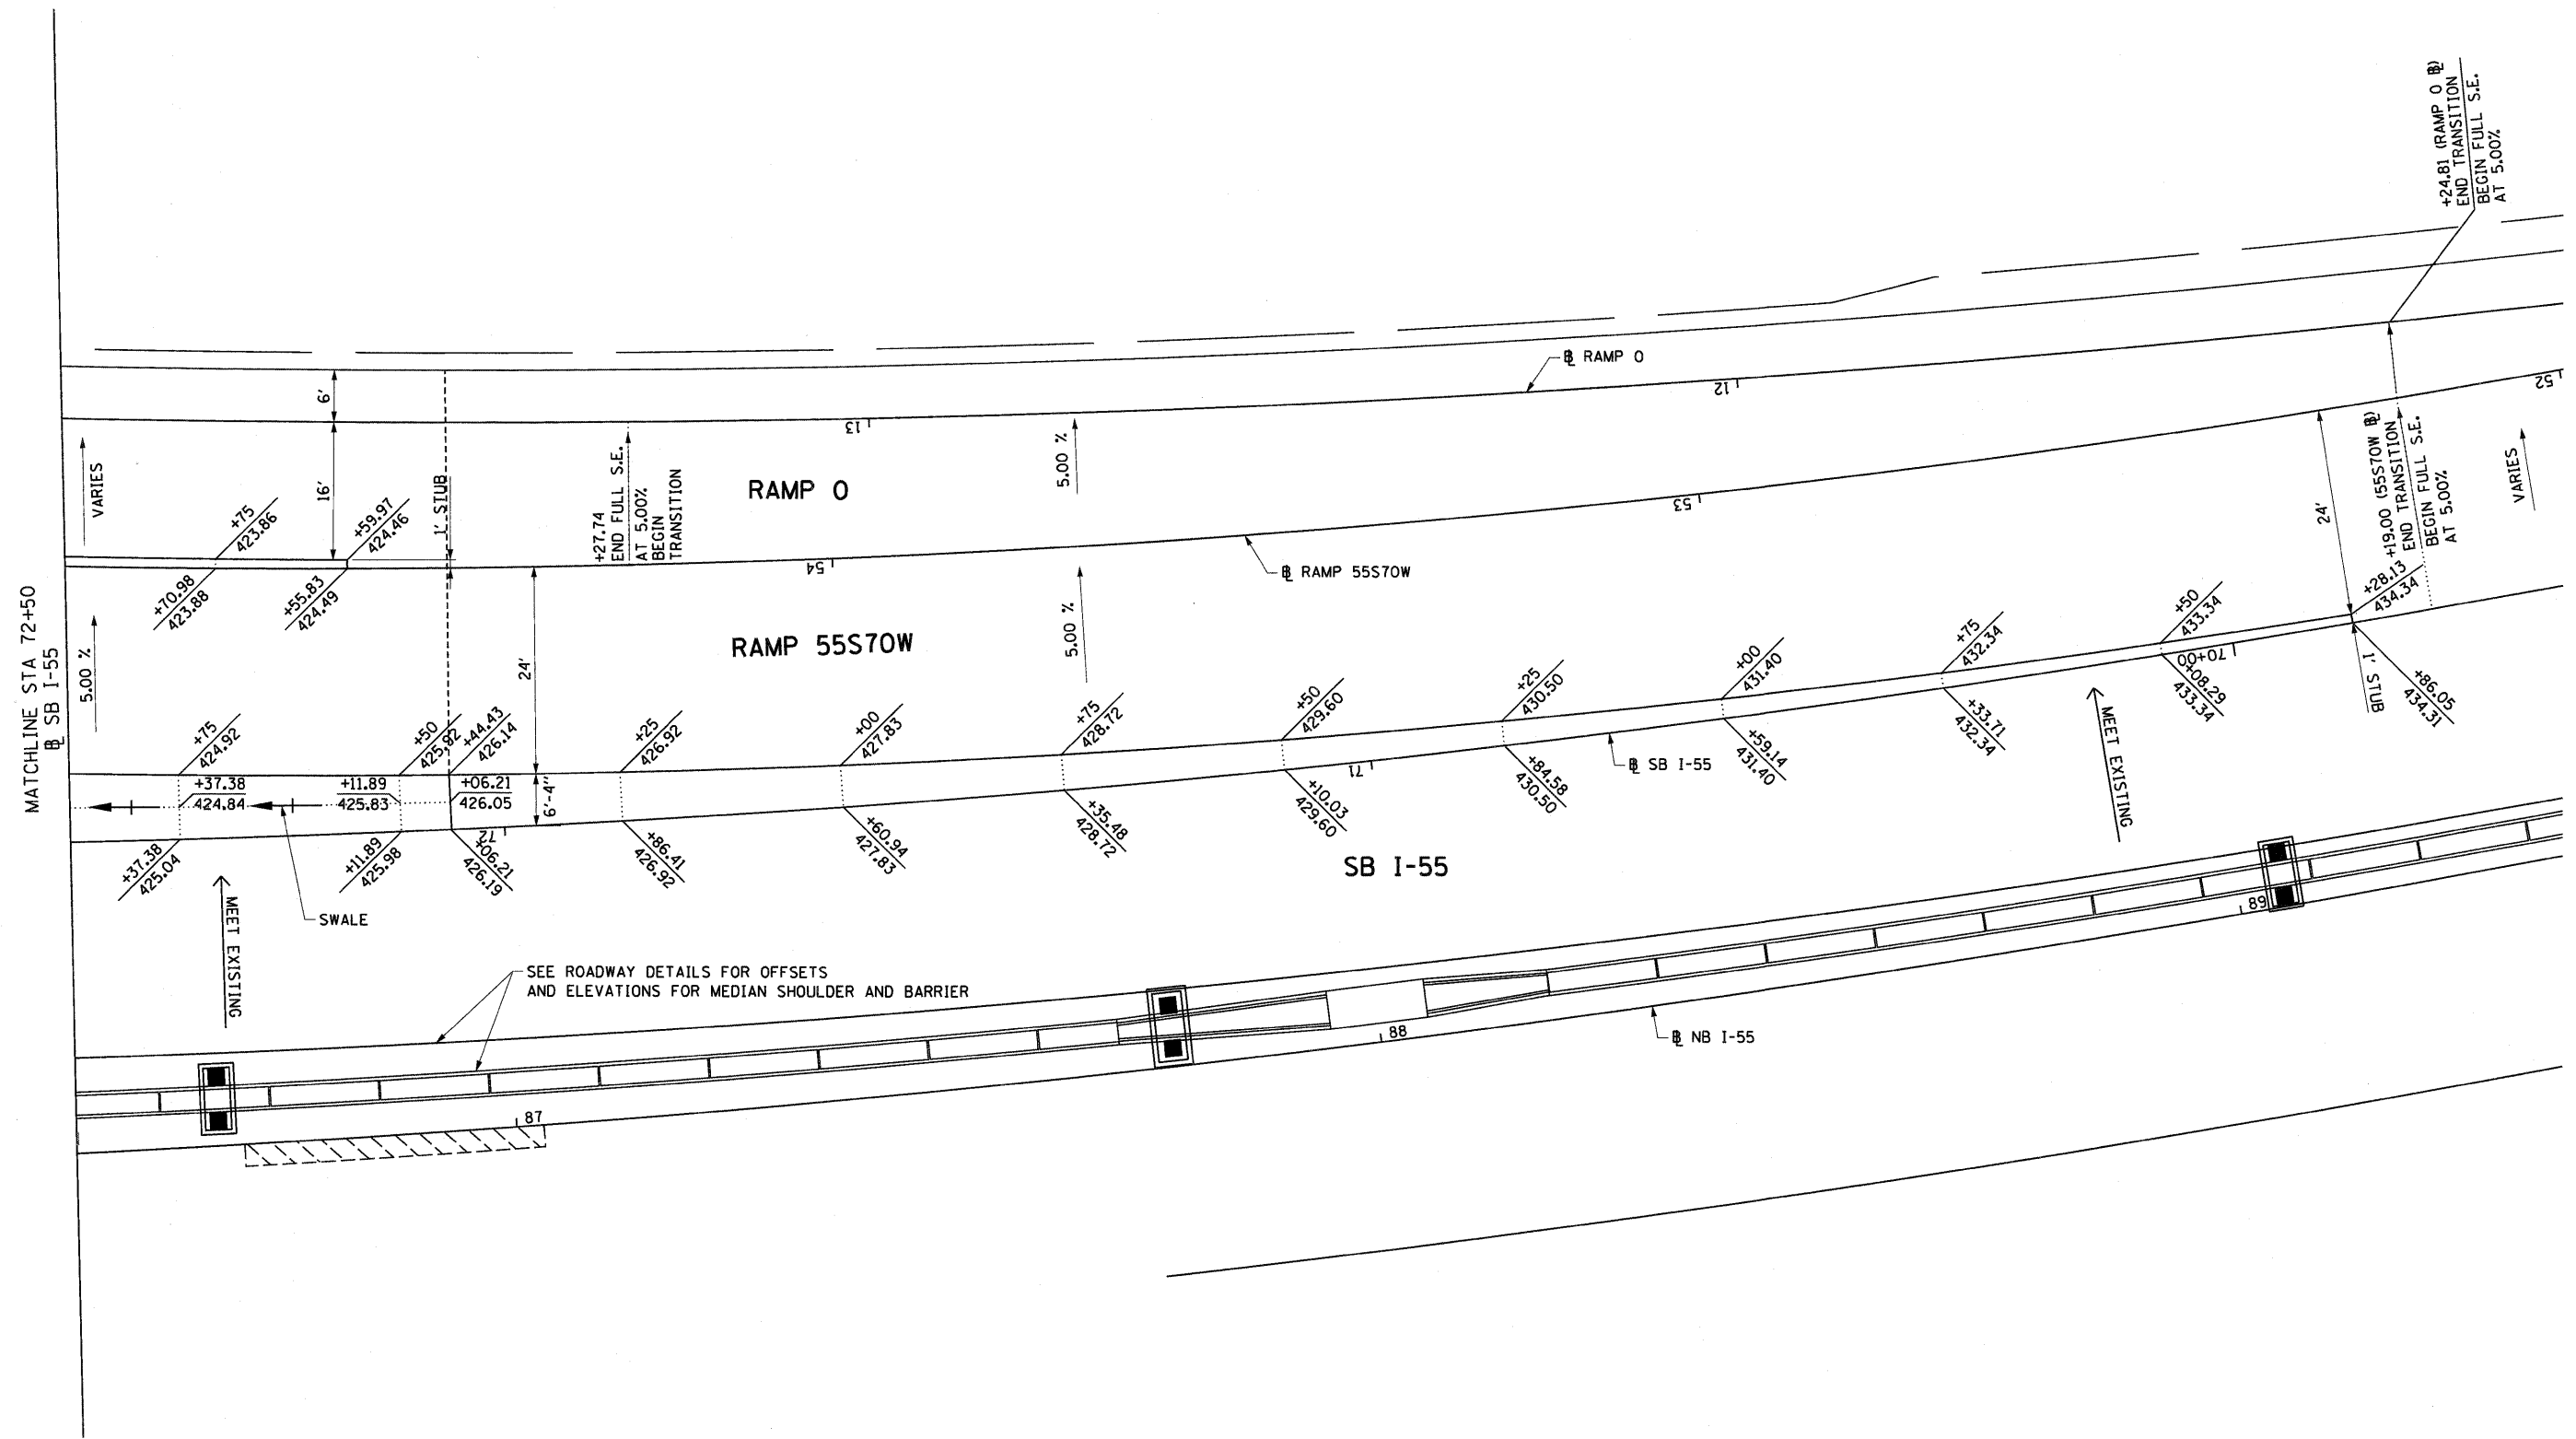 MATCHLINE STA 72+50
℄ SB I-55
+24.81 (RAMP O ℄)
END TRANSITION
BEGIN FULL S.E.
AT 5.00%
℄ RAMP O
6'
16'
VARIES
+75
423.86
+59.97
424.46
1' STUB
+70.98
423.88
+55.83
424.49
+27.74
END FULL S.E.
AT 5.00%
BEGIN
TRANSITION
13
12
RAMP O
5.00 %
54
53
52
℄ RAMP 55S70W
RAMP 55S70W
5.00 %
5.00 %
24'
24'
+19.00 (55S70W ℄)
END TRANSITION
BEGIN FULL S.E.
AT 5.00%
VARIES
+75
424.92
+50
425.92
+44.43
426.14
+25
426.92
+00
427.83
+75
428.72
+50
429.60
+25
430.50
+00
431.40
+75
432.34
+50
433.34
+28.13
434.34
+37.38
424.84
+11.89
425.83
+06.21
426.05
6'-4"
+37.38
425.04
+11.89
425.98
+06.21
426.19
72
+86.41
426.92
+60.94
427.83
+35.48
428.72
+10.03
429.60
71
+84.58
430.50
℄ SB I-55
+59.14
431.40
+33.71
432.34
70+00
+08.29
433.34
1' STUB
+86.05
434.31
MEET EXISTING
MEET EXISTING
SWALE
SB I-55
SEE ROADWAY DETAILS FOR OFFSETS
AND ELEVATIONS FOR MEDIAN SHOULDER AND BARRIER
87
88
89
℄ NB I-55